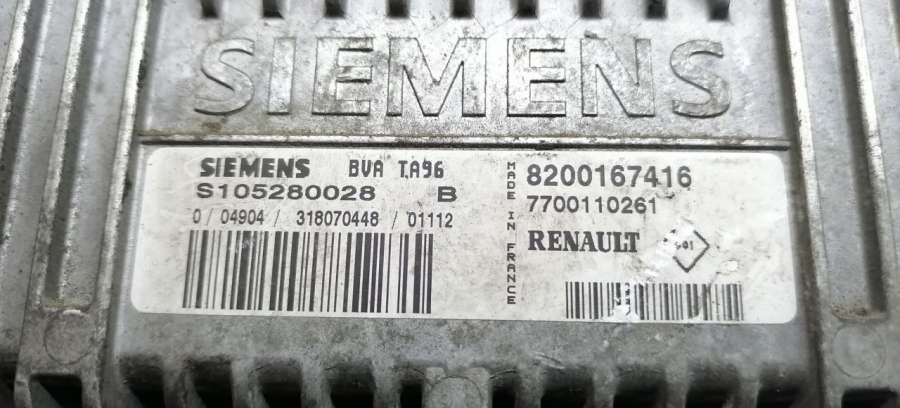 SIEMENS
SIEMENS BVA TA96
S105280028 B
0 / 04904 / 318070448 / 01112
MADE IN FRANCE
8200167416
7700110261
RENAULT